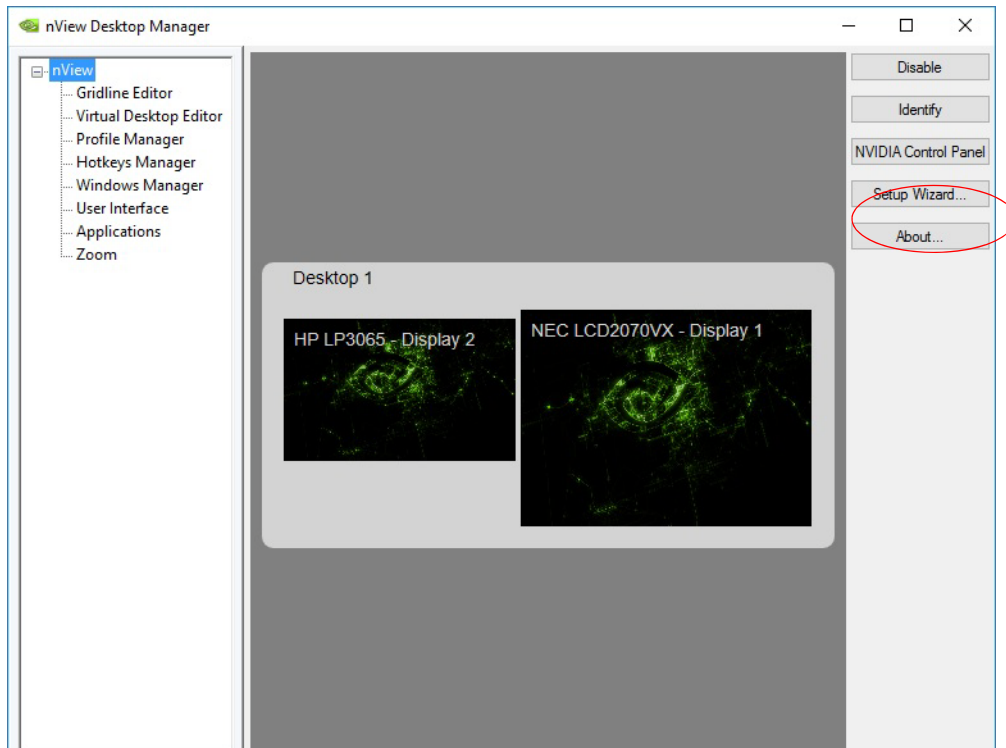 nView Desktop Manager
nView
Gridline Editor
Virtual Desktop Editor
Profile Manager
Hotkeys Manager
Windows Manager
User Interface
Applications
Zoom
Desktop 1
HP LP3065 - Display 2
NEC LCD2070VX - Display 1
Disable
Identify
NVIDIA Control Panel
Setup Wizard...
About...